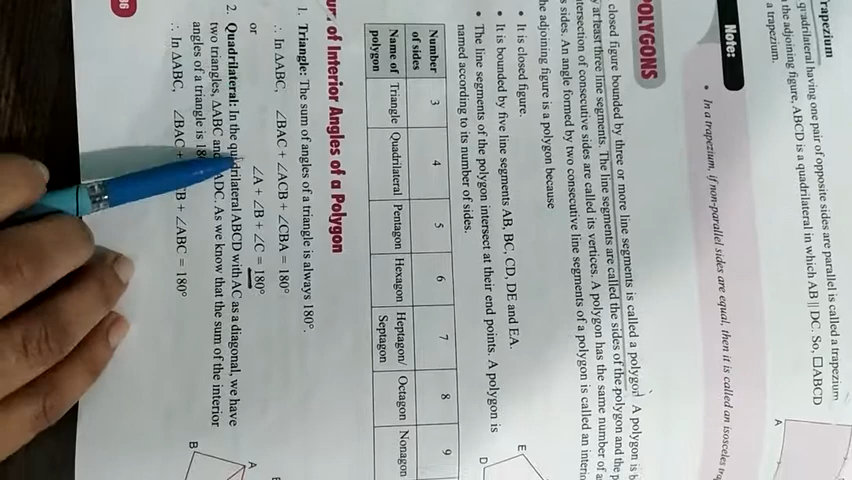 Trapezium
quadrilateral having one pair of opposite sides are parallel is called a trapezium
the adjoining figure, ABCD is a quadrilateral in which AB || DC. So, □ABCD
a trapezium.
A
Note:
• In a trapezium, if non-parallel sides are equal, then it is called an isosceles
POLYGONS
closed figure bounded by three or more line segments is called a polygon. A polygon is
at least three line segments. The line segments are called the sides of the polygon and the
intersection of consecutive sides are called its vertices. A polygon has the same number of
sides. An angle formed by two consecutive line segments of a polygon is called an
the adjoining figure is a polygon because
• It is closed figure.
• It is bounded by five line segments AB, BC, CD, DE and EA.
• The line segments of the polygon intersect at their end points. A polygon is
named according to its number of sides.
E
D
Number of sides 3 4 5 6 7 8 9
Name of polygon Triangle Quadrilateral Pentagon Hexagon Heptagon/ Septagon Octagon Nonagon
of Interior Angles of a Polygon
1. Triangle: The sum of angles of a triangle is always 180°.
∴ In ΔABC, ∠BAC + ∠ACB + ∠CBA = 180°
or ∠A + ∠B + ∠C = 180°
2. Quadrilateral: In the quadrilateral ABCD with AC as a diagonal, we have
two triangles, ΔABC and ADC. As we know that the sum of the interior
angles of a triangle is
∴ In ΔABC, ∠BAC + CB + ∠ABC = 180°
A
B